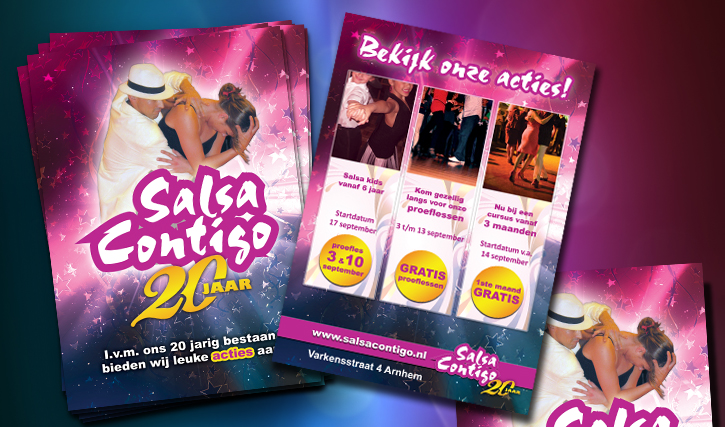 Salsa
Contigo
20 JAAR
I.v.m. ons 20 jarig bestaan
bieden wij leuke acties
Bekijk onze acties!
Salsa kids
vanaf 6 jaar
Startdatum
17 september
proefles
3 & 10
september
Kom gezellig
langs voor onze
proeflessen
3 t/m 13 september
GRATIS
proeflessen
Nu bij een
cursus vanaf
3 maanden
Startdatum v.a.
14 september
1ste maand
GRATIS
www.salsacontigo.nl
Varkensstraat 4 Arnhem
Salsa
Contigo
20 JAAR
Salsa